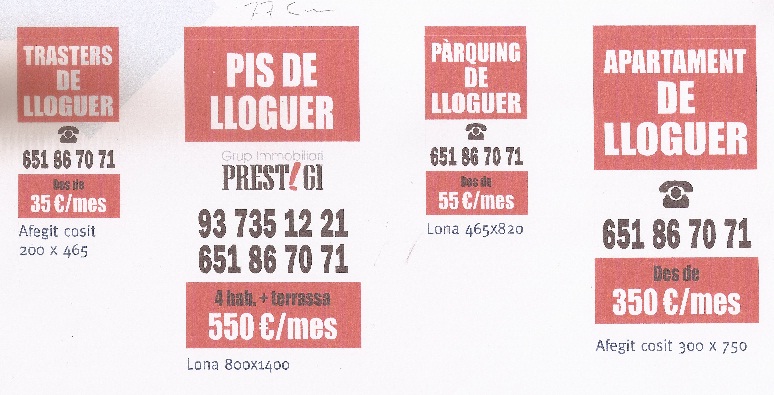 77 cm
TRASTERS
DE
LLOGUER
651 86 70 71
Des de
35 €/mes
Afegit cosit
200 x 465
PIS DE
LLOGUER
Grup Immobiliari
PREST!GI
93 735 12 21
651 86 70 71
4 hab. + terrassa
550 €/mes
Lona 800x1400
PÀRQUING
DE
LLOGUER
651 86 70 71
Des de
55 €/mes
Lona 465x820
APARTAMENT
DE
LLOGUER
651 86 70 71
Des de
350 €/mes
Afegit cosit 300 x 750